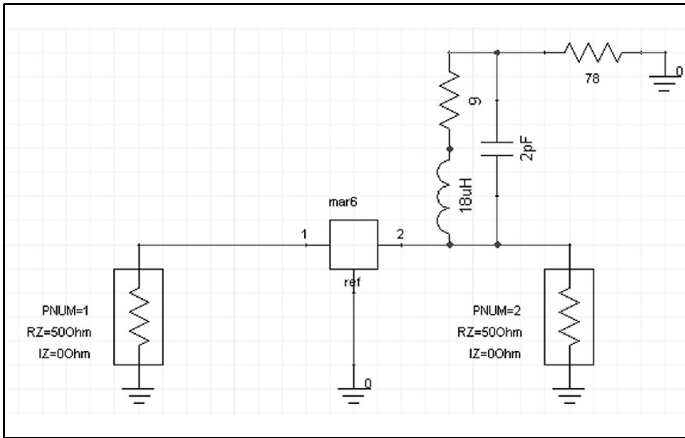 0
78
9
2pF
18uH
mar6
1
2
ref
PNUM=1
RZ=50Ohm
IZ=0Ohm
PNUM=2
RZ=50Ohm
IZ=0Ohm
0